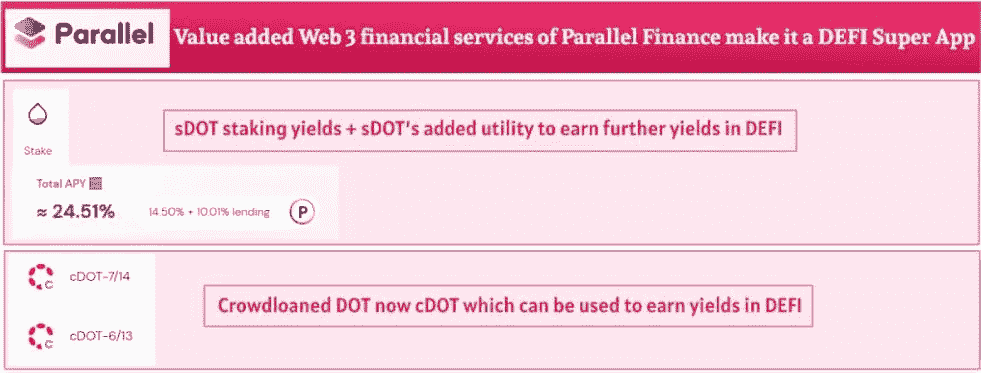 Parallel
Value added Web 3 financial services of Parallel Finance make it a DEFI Super App
sDOT staking yields + sDOT's added utility to earn further yields in DEFI
Stake
Total APY
≈ 24.51%
14.50% + 10.01% lending
P
C
cDOT-7/14
Crowdloaned DOT now cDOT which can be used to earn yields in DEFI
C
cDOT-6/13